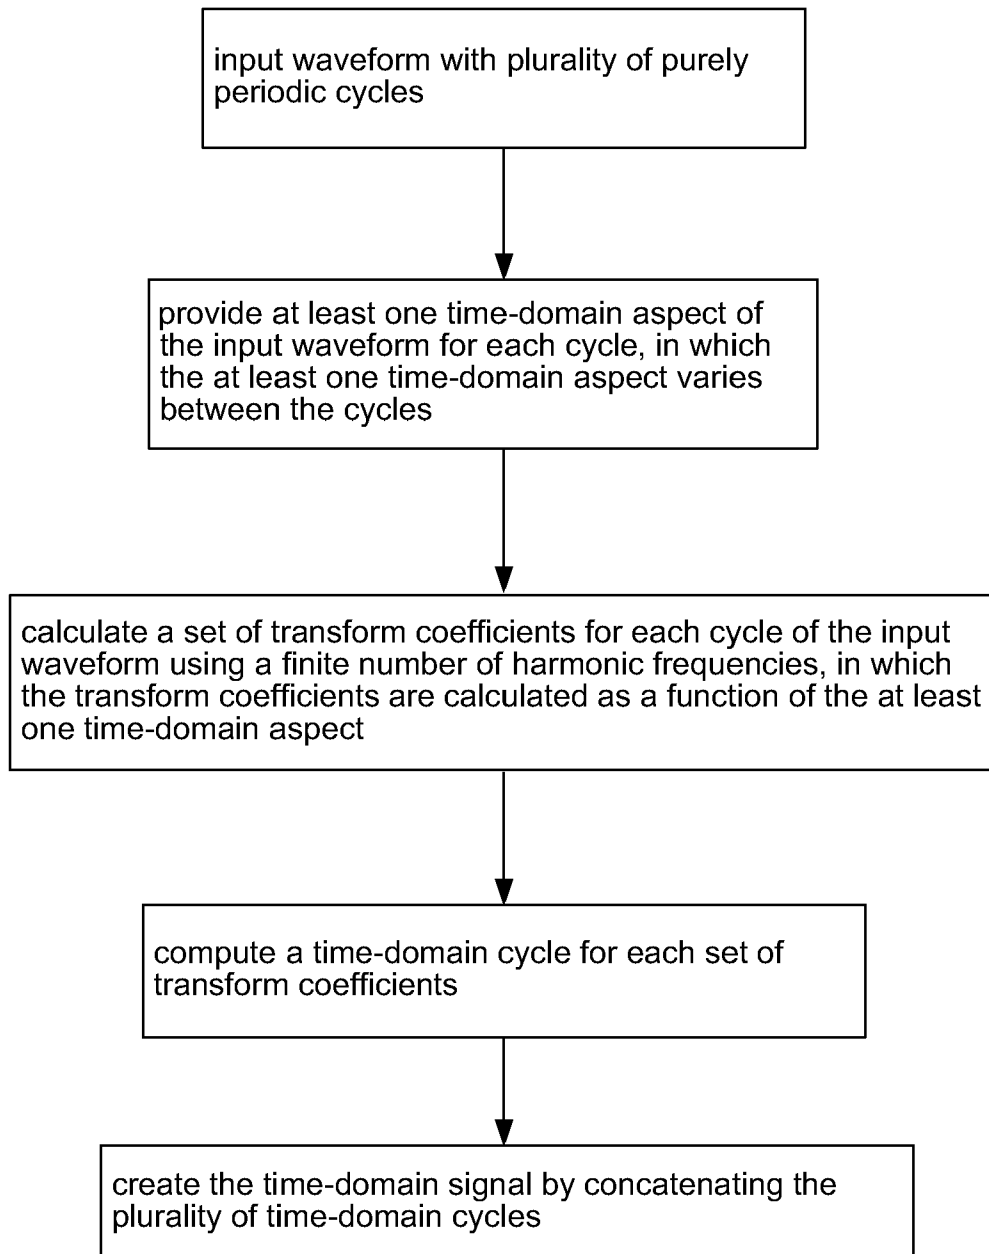 input waveform with plurality of purely
periodic cycles
provide at least one time-domain aspect of
the input waveform for each cycle, in which
the at least one time-domain aspect varies
between the cycles
calculate a set of transform coefficients for each cycle of the input
waveform using a finite number of harmonic frequencies, in which
the transform coefficients are calculated as a function of the at least
one time-domain aspect
compute a time-domain cycle for each set of
transform coefficients
create the time-domain signal by concatenating the
plurality of time-domain cycles